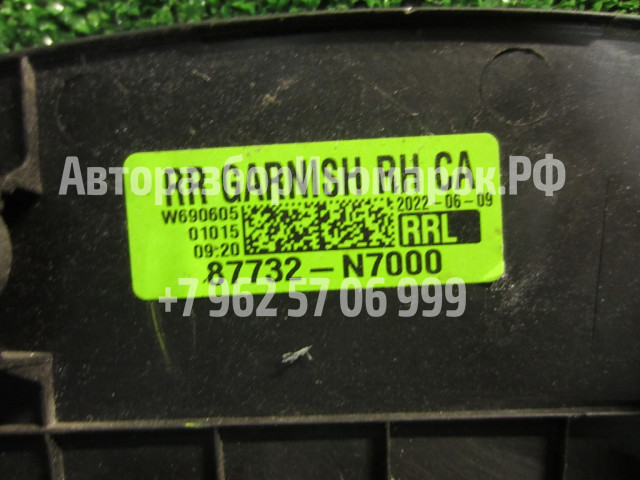 RR GARNISH RH CA
АвторазборИномарок.РФ
W690605
2022-06-09
01015
RRL
09:20
87732-N7000
+7 962 57 06 999